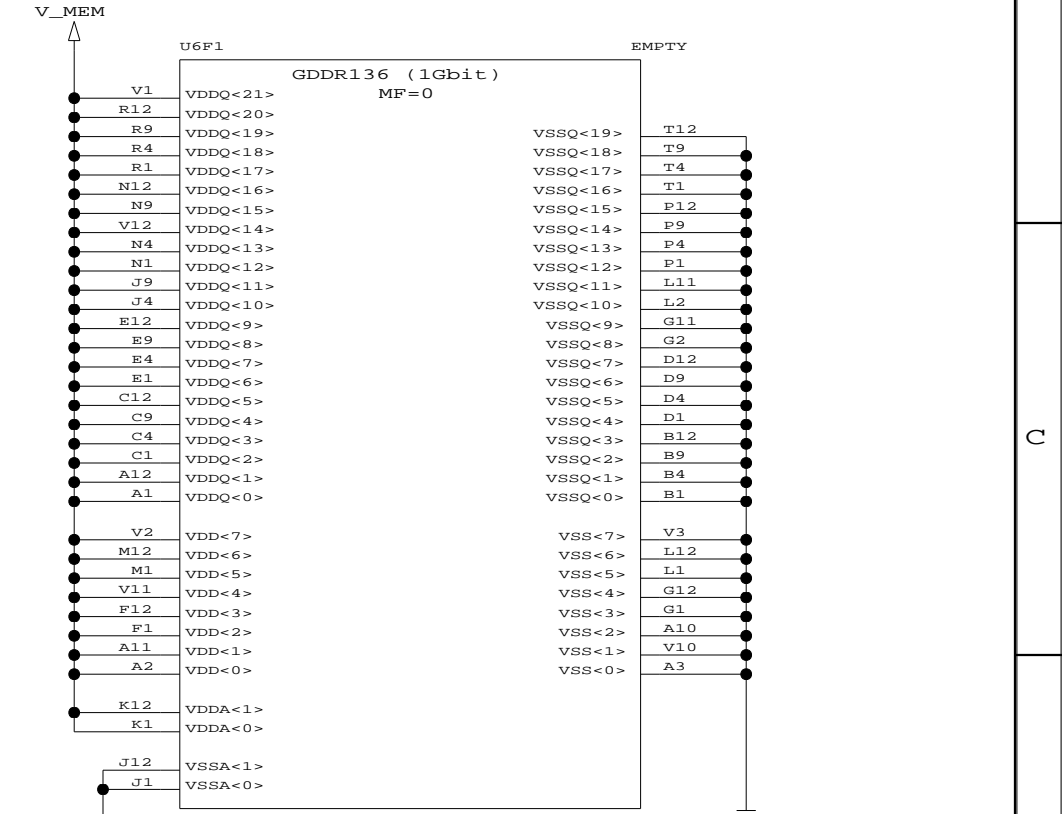 V_MEM
U6F1 EMPTY
GDDR136 (1Gbit)
MF=0
V1 VDDQ<21>
R12 VDDQ<20>
R9 VDDQ<19> VSSQ<19> T12
R4 VDDQ<18> VSSQ<18> T9
R1 VDDQ<17> VSSQ<17> T4
N12 VDDQ<16> VSSQ<16> T1
N9 VDDQ<15> VSSQ<15> P12
V12 VDDQ<14> VSSQ<14> P9
N4 VDDQ<13> VSSQ<13> P4
N1 VDDQ<12> VSSQ<12> P1
J9 VDDQ<11> VSSQ<11> L11
J4 VDDQ<10> VSSQ<10> L2
E12 VDDQ<9> VSSQ<9> G11
E9 VDDQ<8> VSSQ<8> G2
E4 VDDQ<7> VSSQ<7> D12
E1 VDDQ<6> VSSQ<6> D9
C12 VDDQ<5> VSSQ<5> D4
C9 VDDQ<4> VSSQ<4> D1
C4 VDDQ<3> VSSQ<3> B12
C1 VDDQ<2> VSSQ<2> B9
A12 VDDQ<1> VSSQ<1> B4
A1 VDDQ<0> VSSQ<0> B1
V2 VDD<7> VSS<7> V3
M12 VDD<6> VSS<6> L12
M1 VDD<5> VSS<5> L1
V11 VDD<4> VSS<4> G12
F12 VDD<3> VSS<3> G1
F1 VDD<2> VSS<2> A10
A11 VDD<1> VSS<1> V10
A2 VDD<0> VSS<0> A3
K12 VDDA<1>
K1 VDDA<0>
J12 VSSA<1>
J1 VSSA<0>
C